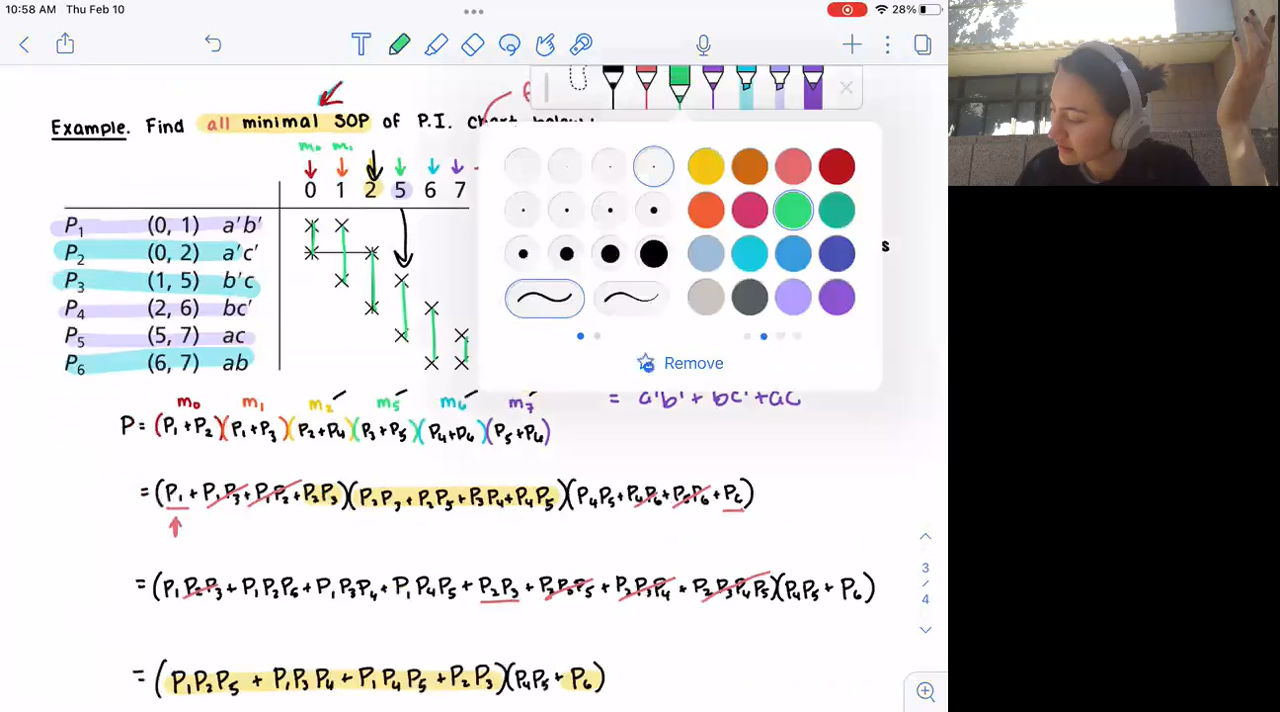 10:58 AM Thu Feb 10
28%
Example. Find all minimal SOP of P.I. chart below:
m₀ m₁
0 1 2 5 6 7
P₁ (0, 1) a'b'
P₂ (0, 2) a'c'
P₃ (1, 5) b'c
P₄ (2, 6) bc'
P₅ (5, 7) ac
P₆ (6, 7) ab
Remove
= a'b' + bc' + ac
m₀ m₁ m₂ m₅ m₆ m₇
P = (P₁ + P₂)(P₁ + P₃)(P₂ + P₄)(P₃ + P₅)(P₄ + P₆)(P₅ + P₆)
= (P₁ + P₁P₃ + P₁P₂ + P₂P₃)(P₂P₃ + P₂P₅ + P₃P₄ + P₄P₅)(P₄P₅ + P₄P₆ + P₅P₆ + P₆)
= (P₁P₂P₃ + P₁P₂P₅ + P₁P₃P₄ + P₁P₄P₅ + P₂P₃ + P₂P₃P₅ + P₂P₃P₄ + P₂P₃P₄P₅)(P₄P₅ + P₆)
= (P₁P₂P₅ + P₁P₃P₄ + P₁P₄P₅ + P₂P₃)(P₄P₅ + P₆)
3
/
4